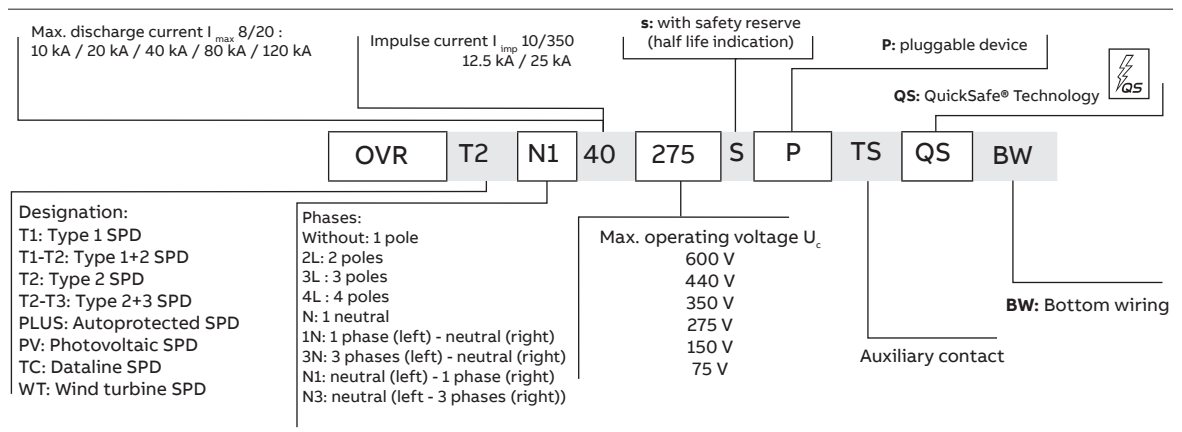 Max. discharge current I max 8/20 :
10 kA / 20 kA / 40 kA / 80 kA / 120 kA
Impulse current I imp 10/350
12.5 kA / 25 kA
s: with safety reserve
(half life indication)
P: pluggable device
QS: QuickSafe® Technology
QS
OVR T2 N1 40 275 S P TS QS BW
Designation:
T1: Type 1 SPD
T1-T2: Type 1+2 SPD
T2: Type 2 SPD
T2-T3: Type 2+3 SPD
PLUS: Autoprotected SPD
PV: Photovoltaic SPD
TC: Dataline SPD
WT: Wind turbine SPD
Phases:
Without: 1 pole
2L: 2 poles
3L : 3 poles
4L : 4 poles
N: 1 neutral
1N: 1 phase (left) - neutral (right)
3N: 3 phases (left) - neutral (right)
N1: neutral (left) - 1 phase (right)
N3: neutral (left - 3 phases (right))
Max. operating voltage Uc
600 V
440 V
350 V
275 V
150 V
75 V
Auxiliary contact
BW: Bottom wiring